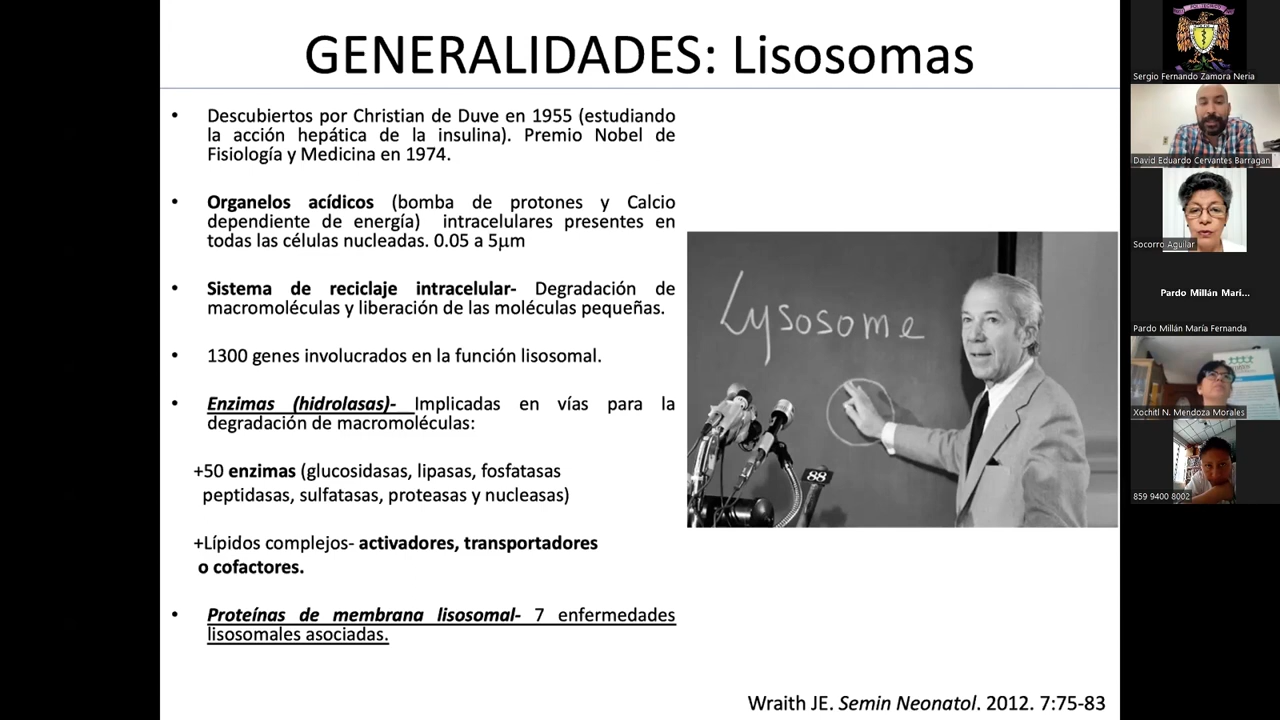 GENERALIDADES: Lisosomas
• Descubiertos por Christian de Duve en 1955 (estudiando
la acción hepática de la insulina). Premio Nobel de
Fisiología y Medicina en 1974.
• Organelos acídicos (bomba de protones y Calcio
dependiente de energía) intracelulares presentes en
todas las células nucleadas. 0.05 a 5μm
• Sistema de reciclaje intracelular- Degradación de
macromoléculas y liberación de las moléculas pequeñas.
• 1300 genes involucrados en la función lisosomal.
• Enzimas (hidrolasas)- Implicadas en vías para la
degradación de macromoléculas:
+50 enzimas (glucosidasas, lipasas, fosfatasas
peptidasas, sulfatasas, proteasas y nucleasas)
+Lípidos complejos- activadores, transportadores
o cofactores.
• Proteínas de membrana lisosomal- 7 enfermedades
lisosomales asociadas.
Lysosome
88
Wraith JE. Semin Neonatol. 2012. 7:75-83
Sergio Fernando Zamora Neria
David Eduardo Cervantes Barragan
Socorro Aguilar
Pardo Millán Marí...
Pardo Millán María Fernanda
Xochitl N. Mendoza Morales
859 9400 8002